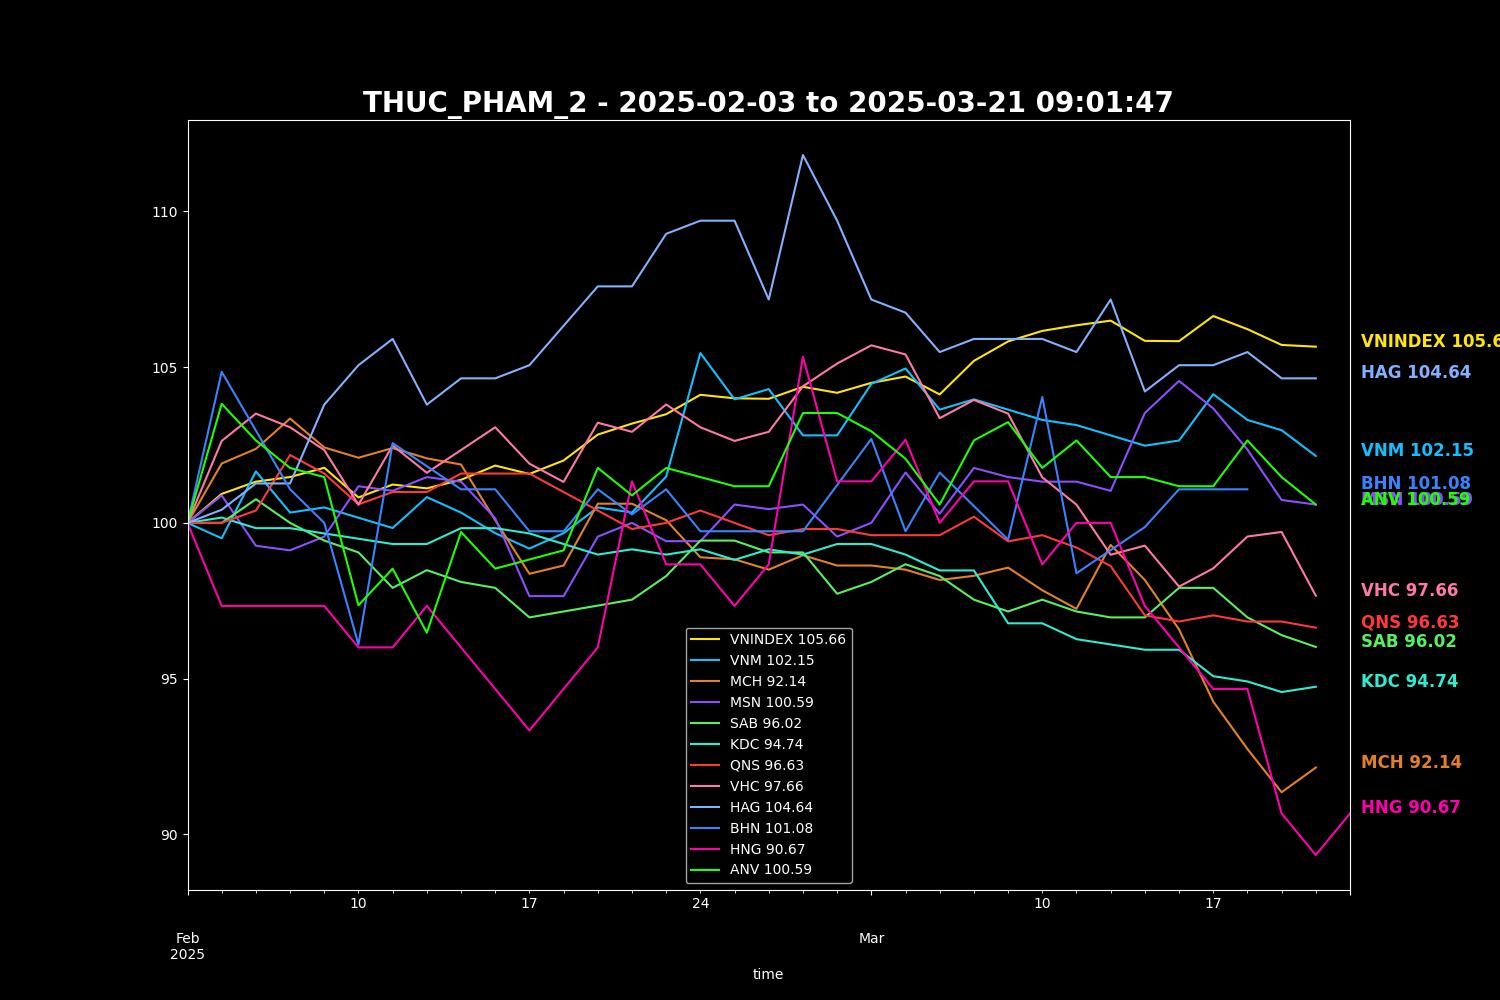 THUC_PHAM_2 - 2025-02-03 to 2025-03-21 09:01:47
110
105
100
95
90
VNINDEX 105.6
HAG 104.64
VNM 102.15
BHN 101.08
ANV 100.59
VHC 97.66
QNS 96.63
SAB 96.02
KDC 94.74
MCH 92.14
HNG 90.67
VNINDEX 105.66
VNM 102.15
MCH 92.14
MSN 100.59
SAB 96.02
KDC 94.74
QNS 96.63
VHC 97.66
HAG 104.64
BHN 101.08
HNG 90.67
ANV 100.59
10
17
24
10
17
Feb
2025
Mar
time